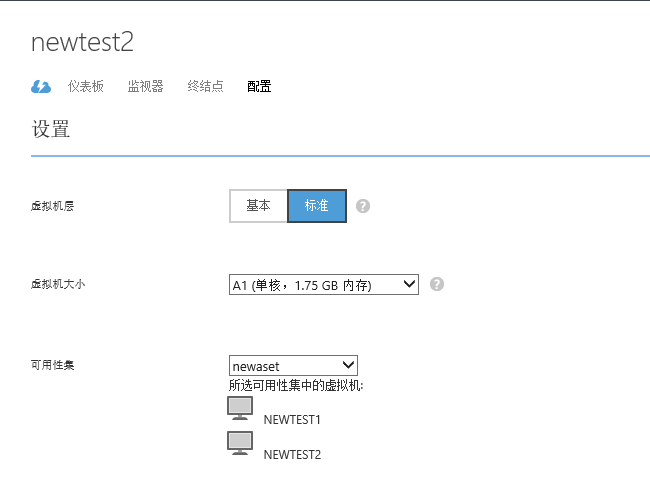 newtest2
仪表板 监视器 终结点 配置
设置
虚拟机层 基本 标准 ?
虚拟机大小 A1 (单核，1.75 GB 内存) ?
可用性集 newaset
所选可用性集中的虚拟机:
NEWTEST1
NEWTEST2